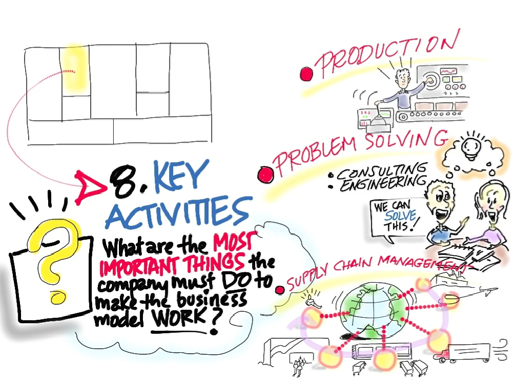 8. KEY
ACTIVITIES
What are the MOST
IMPORTANT THINGS the
company must DO to
make the business
model WORK?
?
PRODUCTION
PROBLEM SOLVING
: CONSULTING
ENGINEERING
WE CAN
SOLVE
THIS!
SUPPLY CHAIN MANAGEMENT